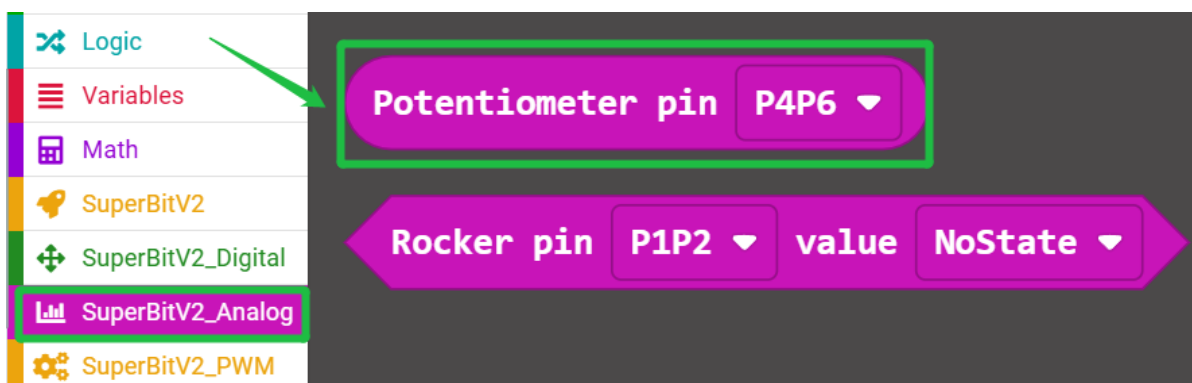 Logic
Variables
Math
SuperBitV2
SuperBitV2_Digital
SuperBitV2_Analog
SuperBitV2_PWM
Potentiometer pin P4P6
Rocker pin P1P2 value NoState